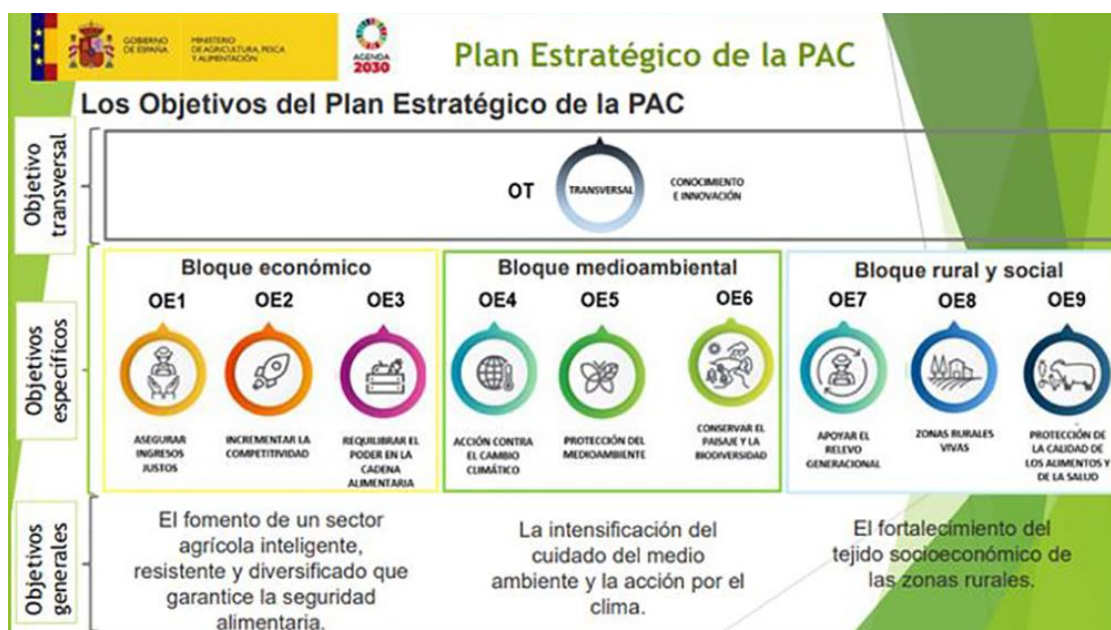 GOBIERNO
DE ESPAÑA
MINISTERIO
DE AGRICULTURA, PESCA
Y ALIMENTACIÓN
AGENDA
2030
Plan Estratégico de la PAC
Los Objetivos del Plan Estratégico de la PAC
Objetivo
transversal
OT
TRANSVERSAL
CONOCIMIENTO
E INNOVACIÓN
Objetivos
específicos
Bloque económico
OE1
OE2
OE3
ASEGURAR
INGRESOS
JUSTOS
INCREMENTAR LA
COMPETITIVIDAD
REQUILIBRAR EL
PODER EN LA
CADENA
ALIMENTARIA
Bloque medioambiental
OE4
OE5
OE6
ACCIÓN CONTRA
EL CAMBIO
CLIMÁTICO
PROTECCIÓN DEL
MEDIOAMBIENTE
CONSERVAR EL
PAISAJE Y LA
BIODIVERSIDAD
Bloque rural y social
OE7
OE8
OE9
APOYAR EL
RELEVO
GENERACIONAL
ZONAS RURALES
VIVAS
PROTECCIÓN DE
LA CALIDAD DE
LOS ALIMENTOS Y
DE LA SALUD
Objetivos
generales
El fomento de un sector
agrícola inteligente,
resistente y diversificado que
garantice la seguridad
alimentaria.
La intensificación del
cuidado del medio
ambiente y la acción por el
clima.
El fortalecimiento del
tejido socioeconómico de
las zonas rurales.